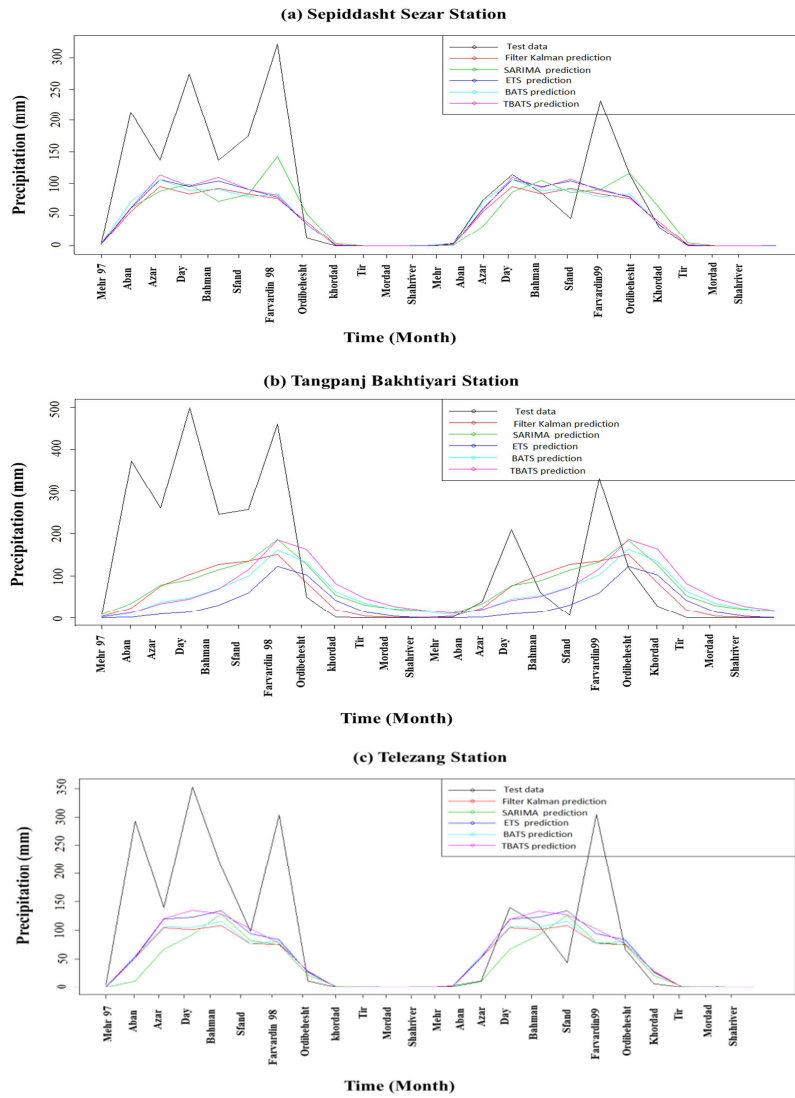 (a) Sepiddasht Sezar Station
Precipitation (mm)
300
250
200
150
100
50
0
Test data
Filter Kalman prediction
SARIMA prediction
ETS prediction
BATS prediction
TBATS prediction
Mehr 97
Aban
Azar
Day
Bahman
Sfand
Farvardin 98
Ordibehesht
khordad
Tir
Mordad
Shahriver
Mehr
Aban
Azar
Day
Bahman
Sfand
Farvardin99
Ordibehesht
Khordad
Tir
Mordad
Shahriver
Time (Month)
(b) Tangpanj Bakhtiyari Station
Precipitation (mm)
500
400
300
200
100
0
Test data
Filter Kalman prediction
SARIMA prediction
ETS prediction
BATS prediction
TBATS prediction
Mehr 97
Aban
Azar
Day
Bahman
Sfand
Farvardin 98
Ordibehesht
khordad
Tir
Mordad
Shahriver
Mehr
Aban
Azar
Day
Bahman
Sfand
Farvardin99
Ordibehesht
Khordad
Tir
Mordad
Shahriver
Time (Month)
(c) Telezang Station
Precipitation (mm)
350
300
250
200
150
100
50
0
Test data
Filter Kalman prediction
SARIMA prediction
ETS prediction
BATS prediction
TBATS prediction
Mehr 97
Aban
Azar
Day
Bahman
Sfand
Farvardin 98
Ordibehesht
khordad
Tir
Mordad
Shahriver
Mehr
Aban
Azar
Day
Bahman
Sfand
Farvardin99
Ordibehesht
Khordad
Tir
Mordad
Shahriver
Time (Month)